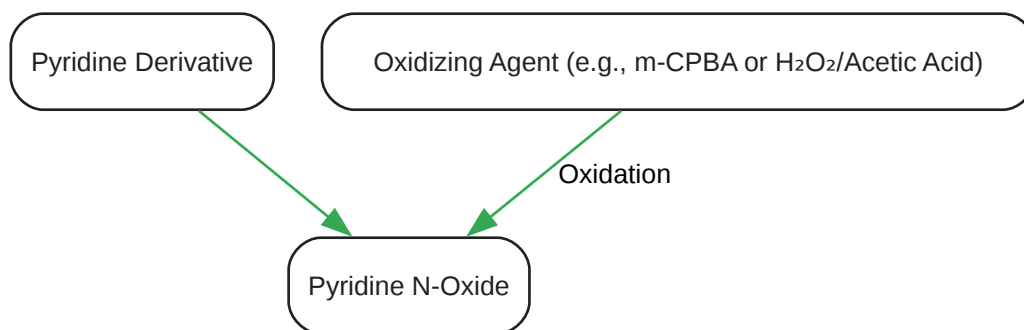 Pyridine Derivative
Oxidizing Agent (e.g., m-CPBA or H₂O₂/Acetic Acid)
Oxidation
Pyridine N-Oxide